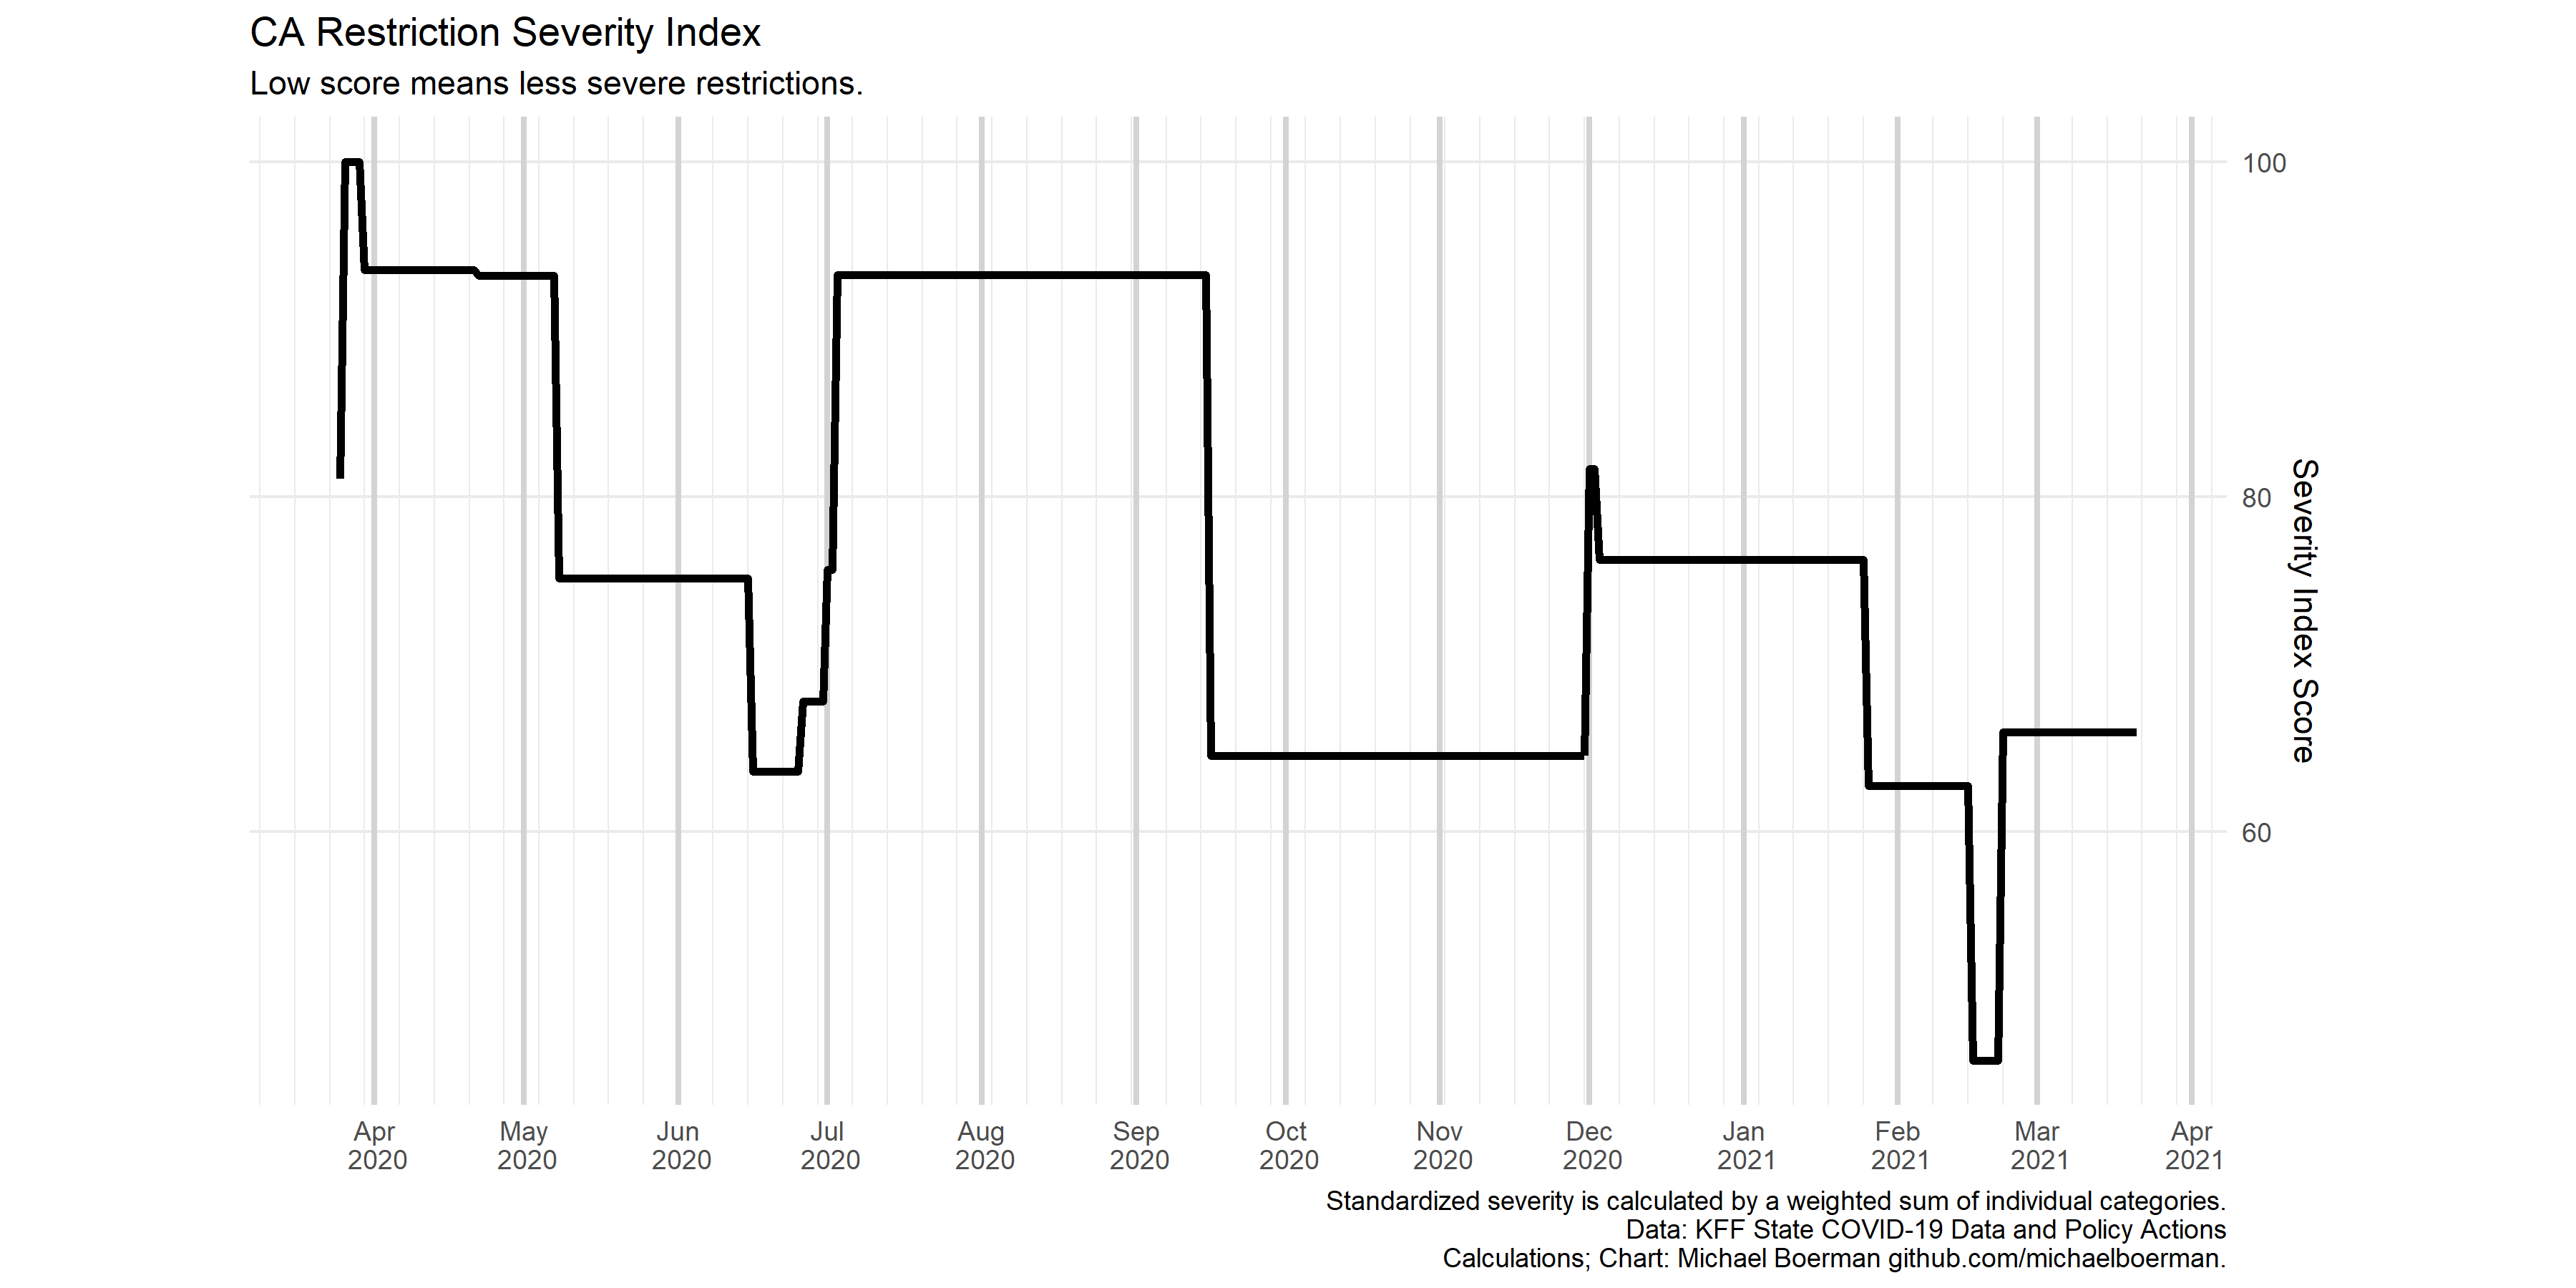 CA Restriction Severity Index
Low score means less severe restrictions.
100
80
60
Severity Index Score
Apr 2020
May 2020
Jun 2020
Jul 2020
Aug 2020
Sep 2020
Oct 2020
Nov 2020
Dec 2020
Jan 2021
Feb 2021
Mar 2021
Apr 2021
Standardized severity is calculated by a weighted sum of individual categories.
Data: KFF State COVID-19 Data and Policy Actions
Calculations; Chart: Michael Boerman github.com/michaelboerman.